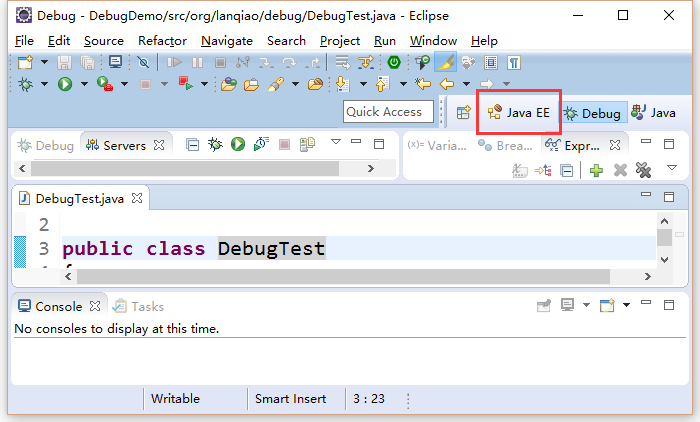 Debug - DebugDemo/src/org/lanqiao/debug/DebugTest.java - Eclipse
File Edit Source Refactor Navigate Search Project Run Window Help
Quick Access Java EE Debug Java
Debug Servers (x)= Varia... Brea... Expr...
DebugTest.java
2
3 public class DebugTest
Console Tasks
No consoles to display at this time.
Writable Smart Insert 3 : 23